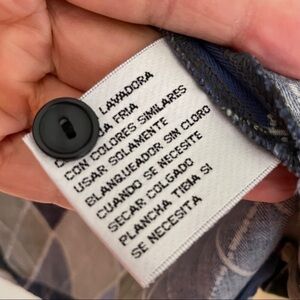 LAVADORA
FRIA
CON COLORES SIMILARES
USAR SOLAMENTE
BLANQUEADOR SIN CLORO
CUANDO SE NECESITE
SECAR COLGADO
PLANCHA TIBIA SI
SE NECESITA